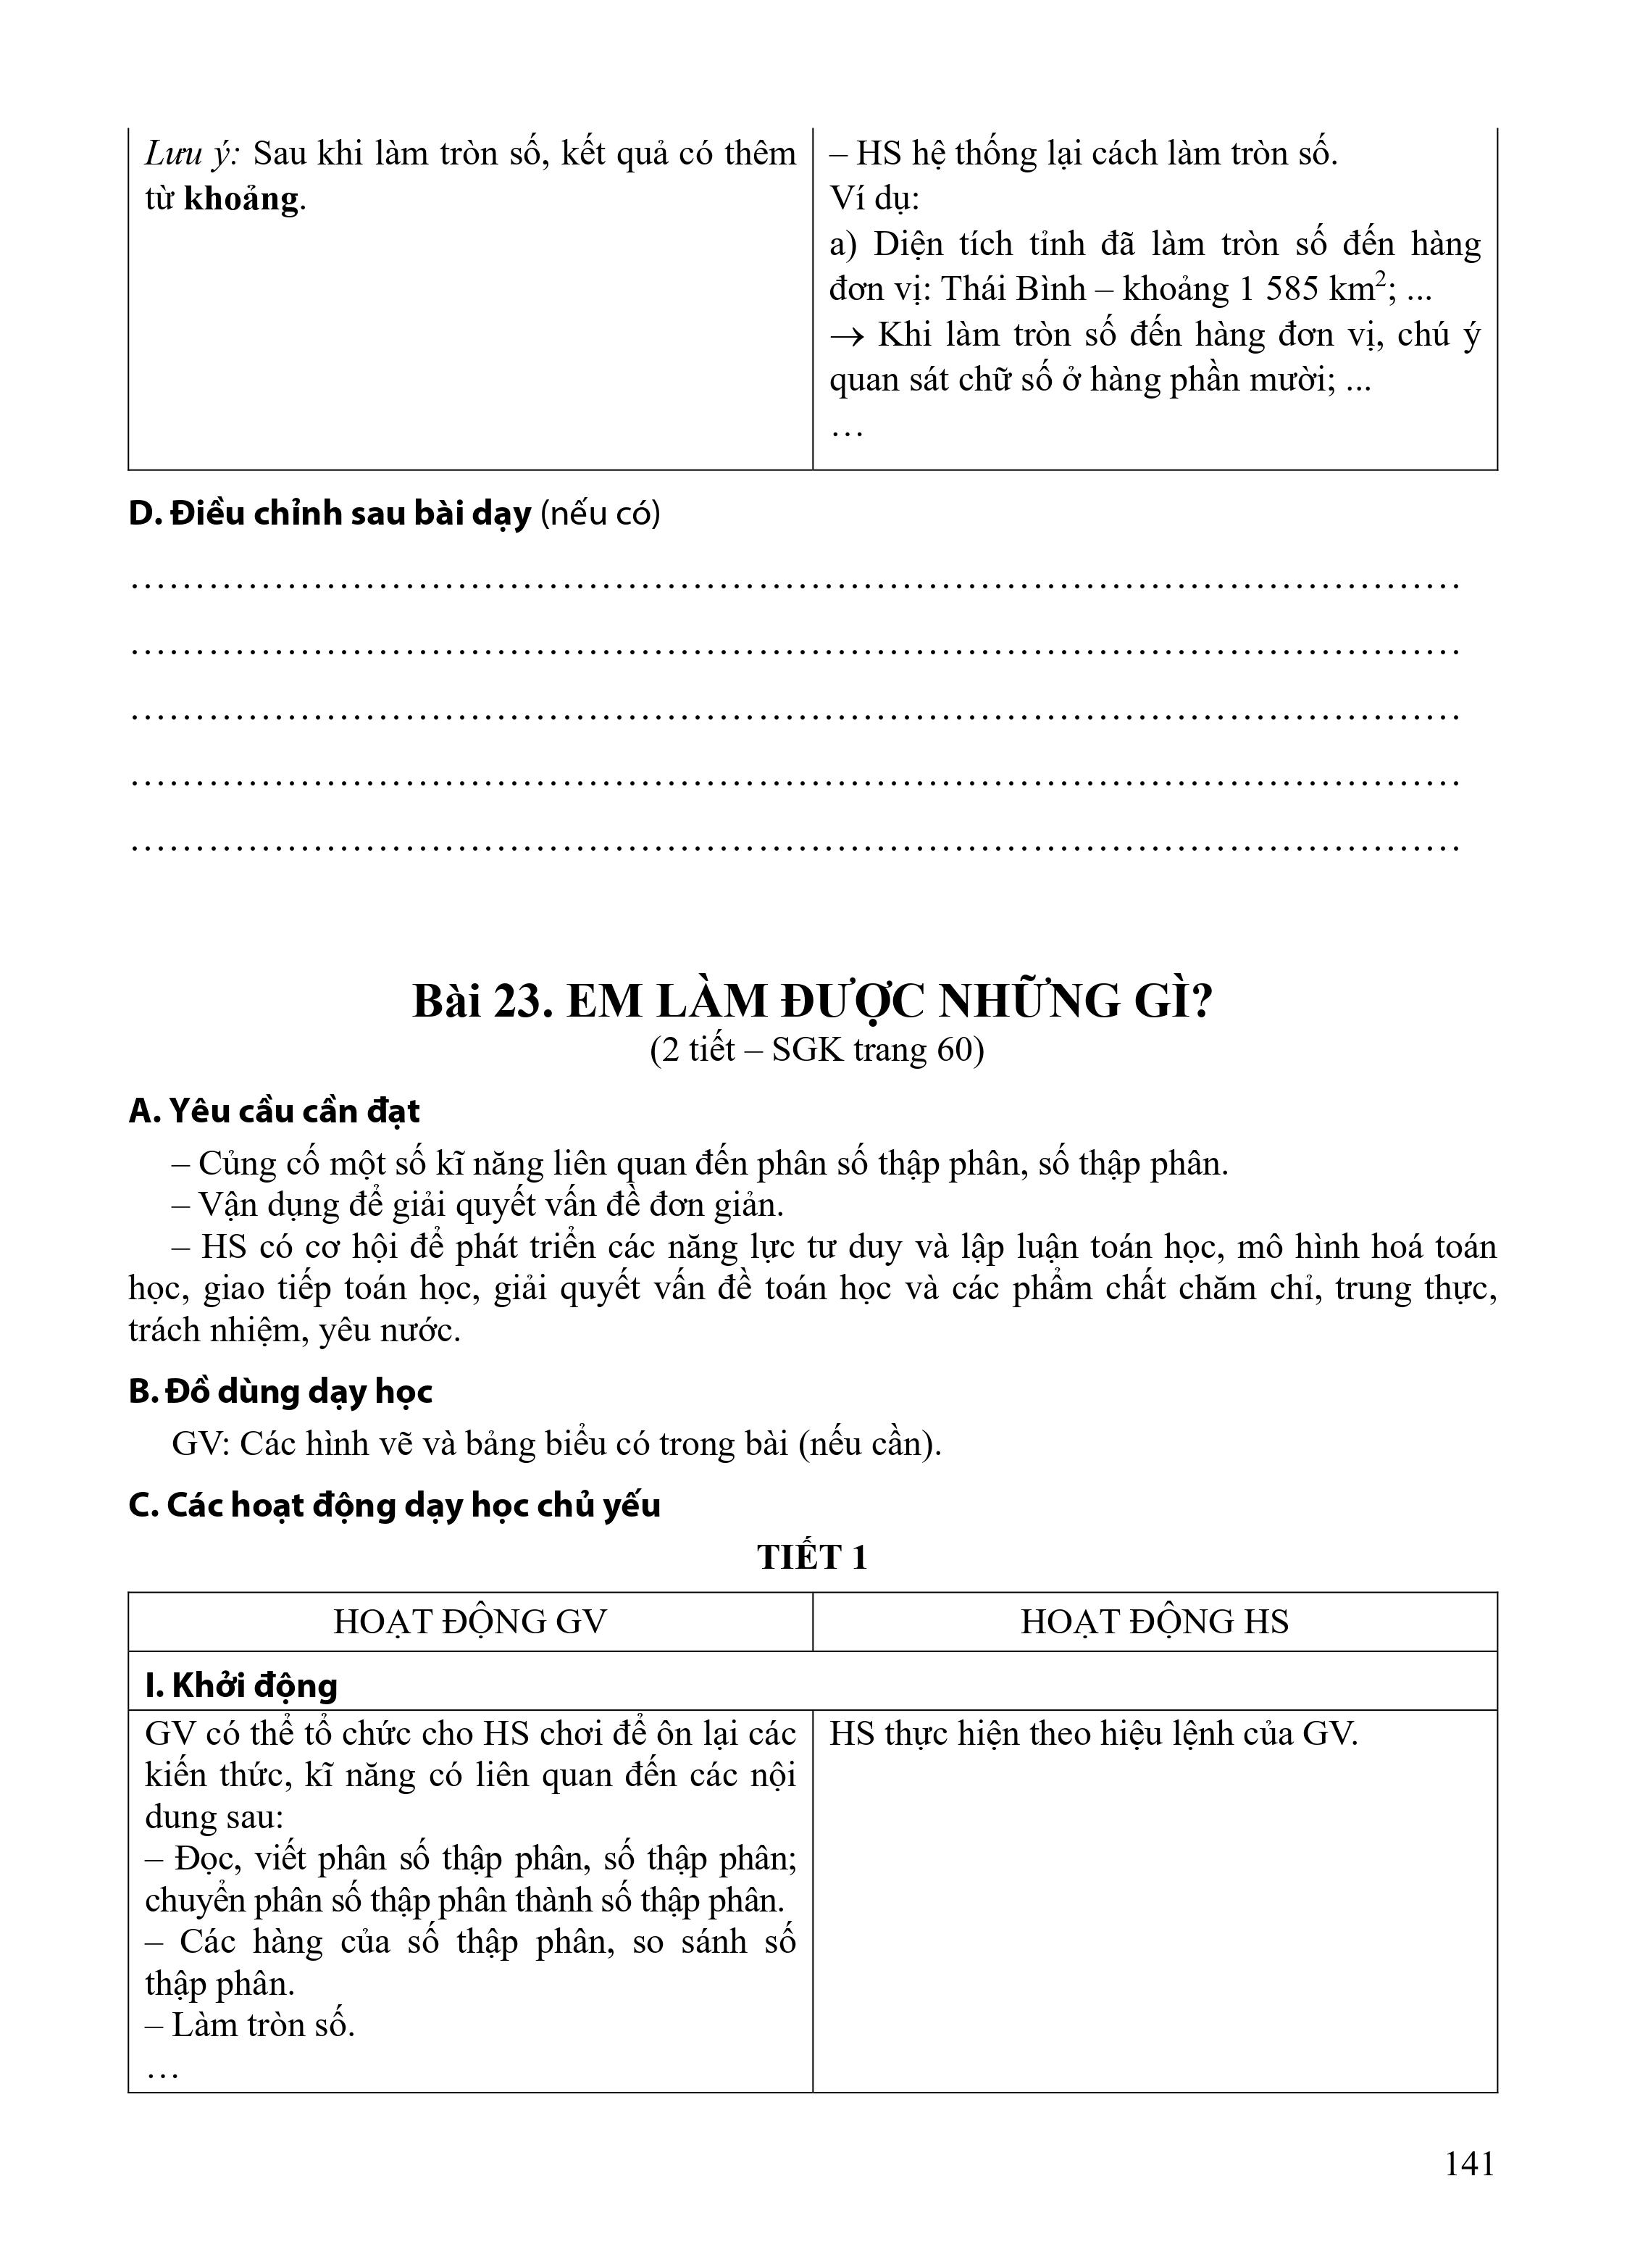 Lưu ý: Sau khi làm tròn số, kết quả có thêm
từ khoảng.
– HS hệ thống lại cách làm tròn số.
Ví dụ:
a) Diện tích tỉnh đã làm tròn số đến hàng
đơn vị: Thái Bình – khoảng 1 585 km²; ...
→ Khi làm tròn số đến hàng đơn vị, chú ý
quan sát chữ số ở hàng phần mười; ...
…
D. Điều chỉnh sau bài dạy (nếu có)
……………………………………………………………………………………………
……………………………………………………………………………………………
……………………………………………………………………………………………
……………………………………………………………………………………………
……………………………………………………………………………………………
Bài 23. EM LÀM ĐƯỢC NHỮNG GÌ?
(2 tiết – SGK trang 60)
A. Yêu cầu cần đạt
– Củng cố một số kĩ năng liên quan đến phân số thập phân, số thập phân.
– Vận dụng để giải quyết vấn đề đơn giản.
– HS có cơ hội để phát triển các năng lực tư duy và lập luận toán học, mô hình hoá toán
học, giao tiếp toán học, giải quyết vấn đề toán học và các phẩm chất chăm chỉ, trung thực,
trách nhiệm, yêu nước.
B. Đồ dùng dạy học
GV: Các hình vẽ và bảng biểu có trong bài (nếu cần).
C. Các hoạt động dạy học chủ yếu
TIẾT 1
HOẠT ĐỘNG GV
HOẠT ĐỘNG HS
I. Khởi động
GV có thể tổ chức cho HS chơi để ôn lại các
kiến thức, kĩ năng có liên quan đến các nội
dung sau:
– Đọc, viết phân số thập phân, số thập phân;
chuyển phân số thập phân thành số thập phân.
– Các hàng của số thập phân, so sánh số
thập phân.
– Làm tròn số.
…
HS thực hiện theo hiệu lệnh của GV.
141